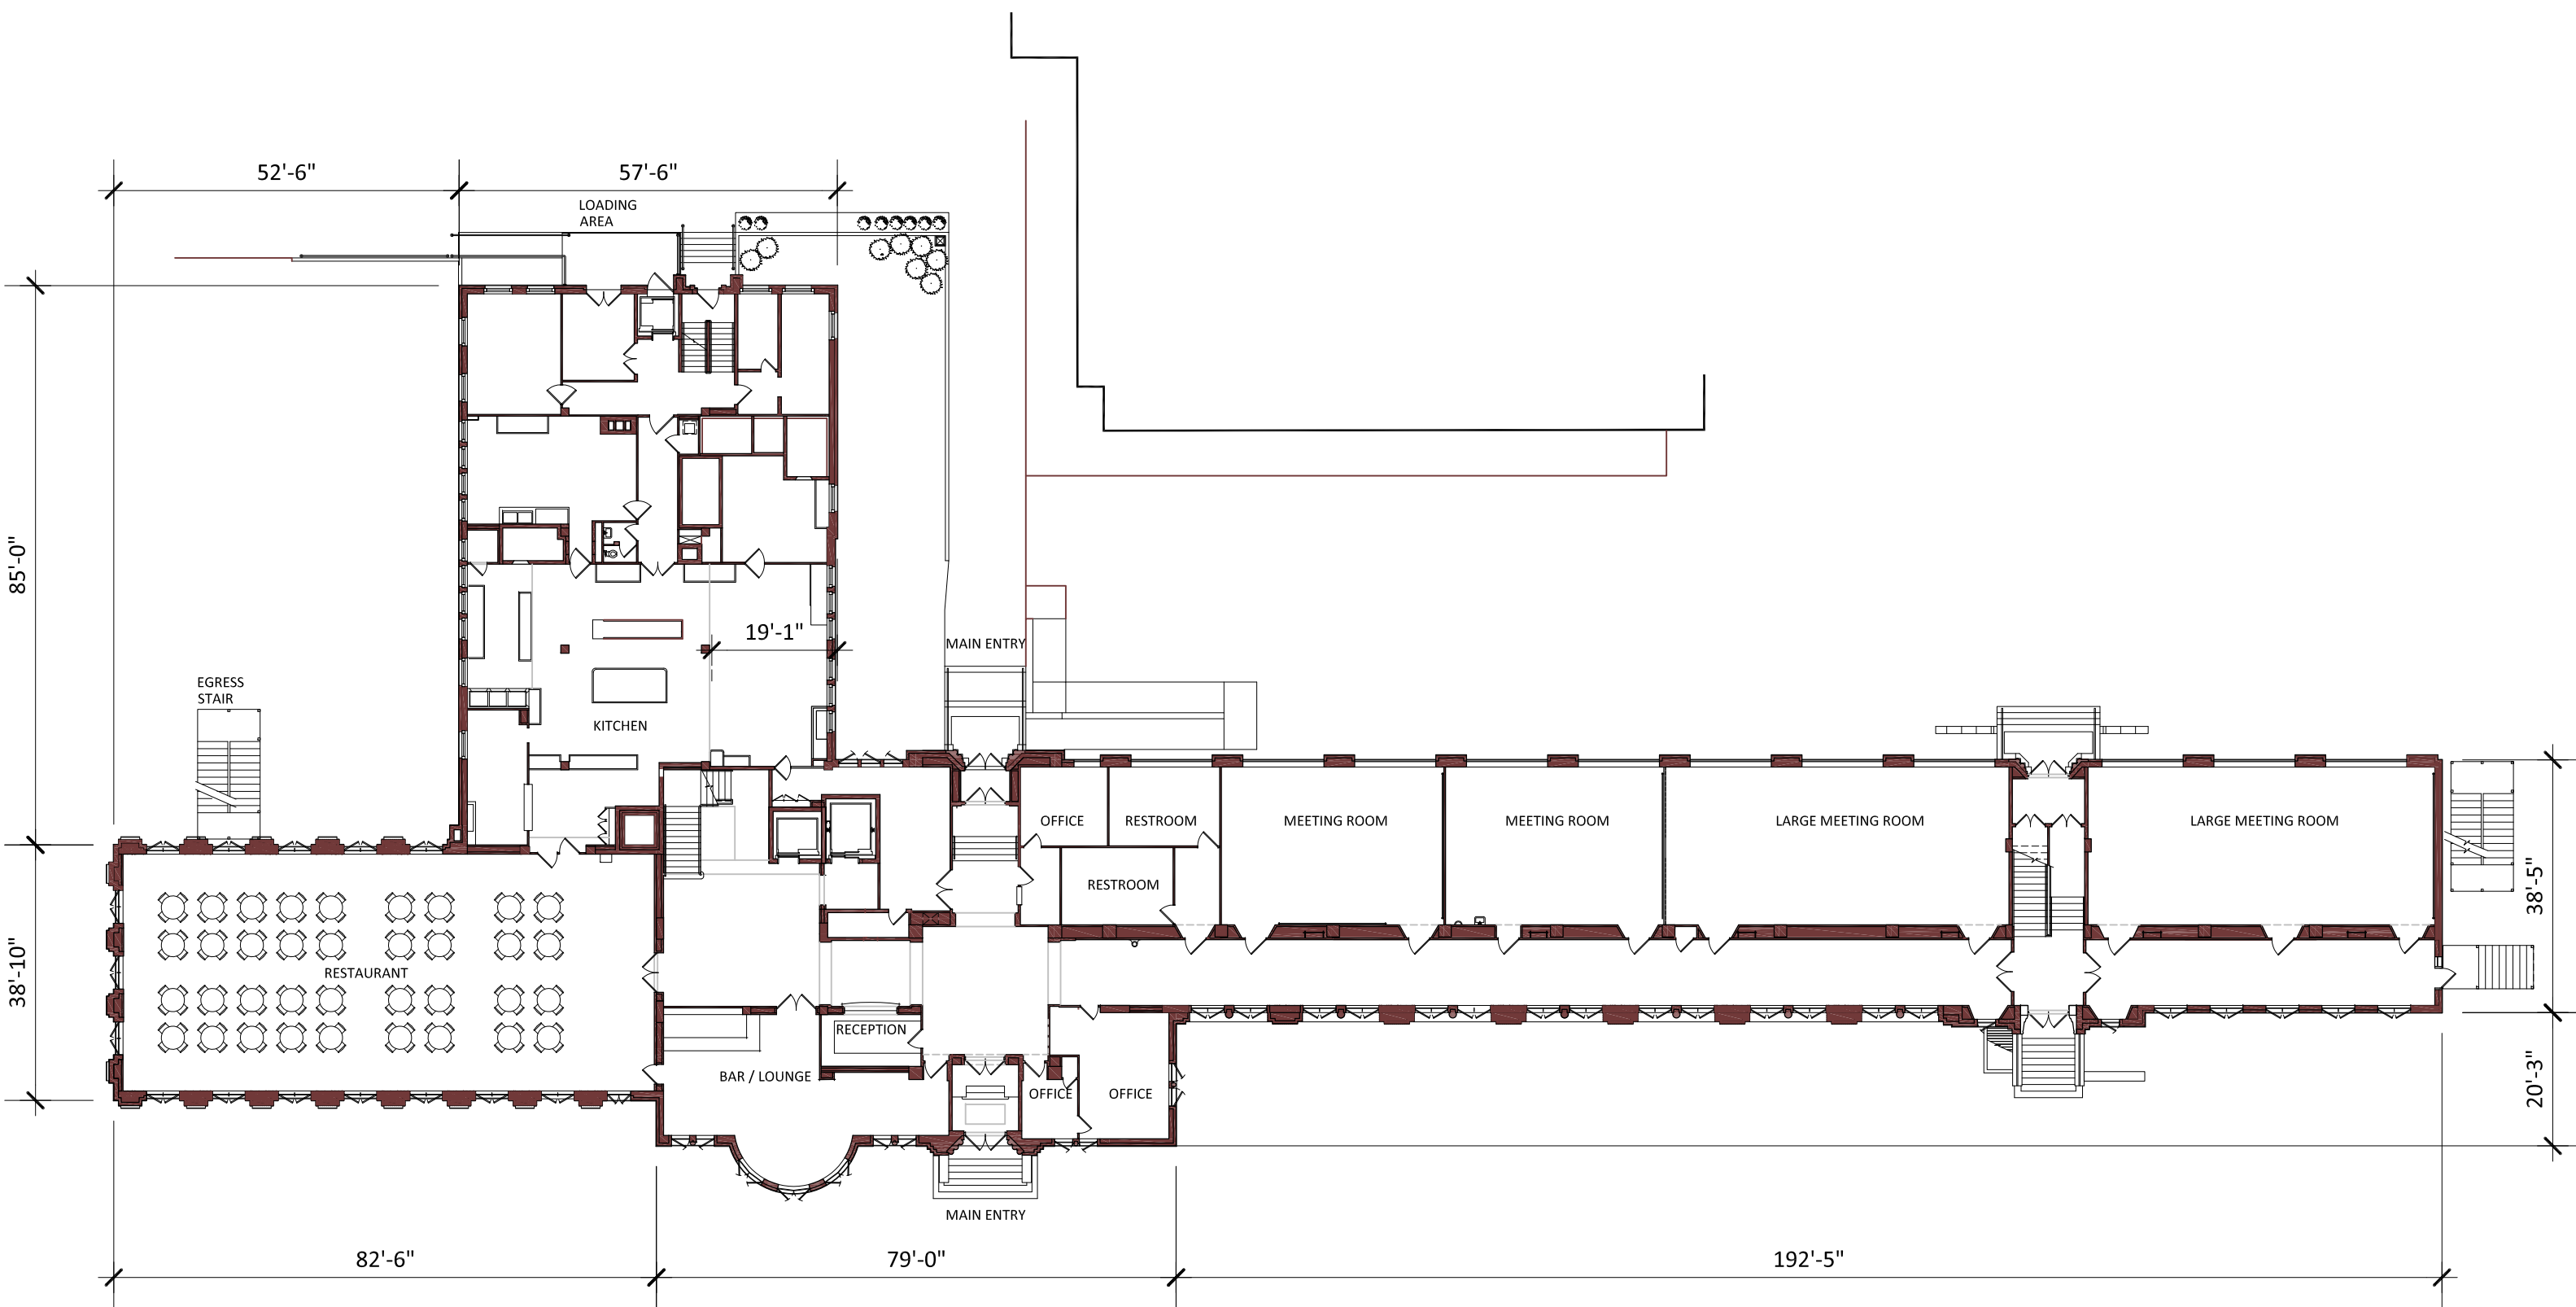 52'-6"
57'-6"
LOADING
AREA
85'-0"
19'-1"
MAIN ENTRY
EGRESS
STAIR
KITCHEN
OFFICE
RESTROOM
MEETING ROOM
MEETING ROOM
LARGE MEETING ROOM
LARGE MEETING ROOM
RESTROOM
38'-5"
38'-10"
RESTAURANT
RECEPTION
BAR / LOUNGE
OFFICE
OFFICE
20'-3"
MAIN ENTRY
82'-6"
79'-0"
192'-5"